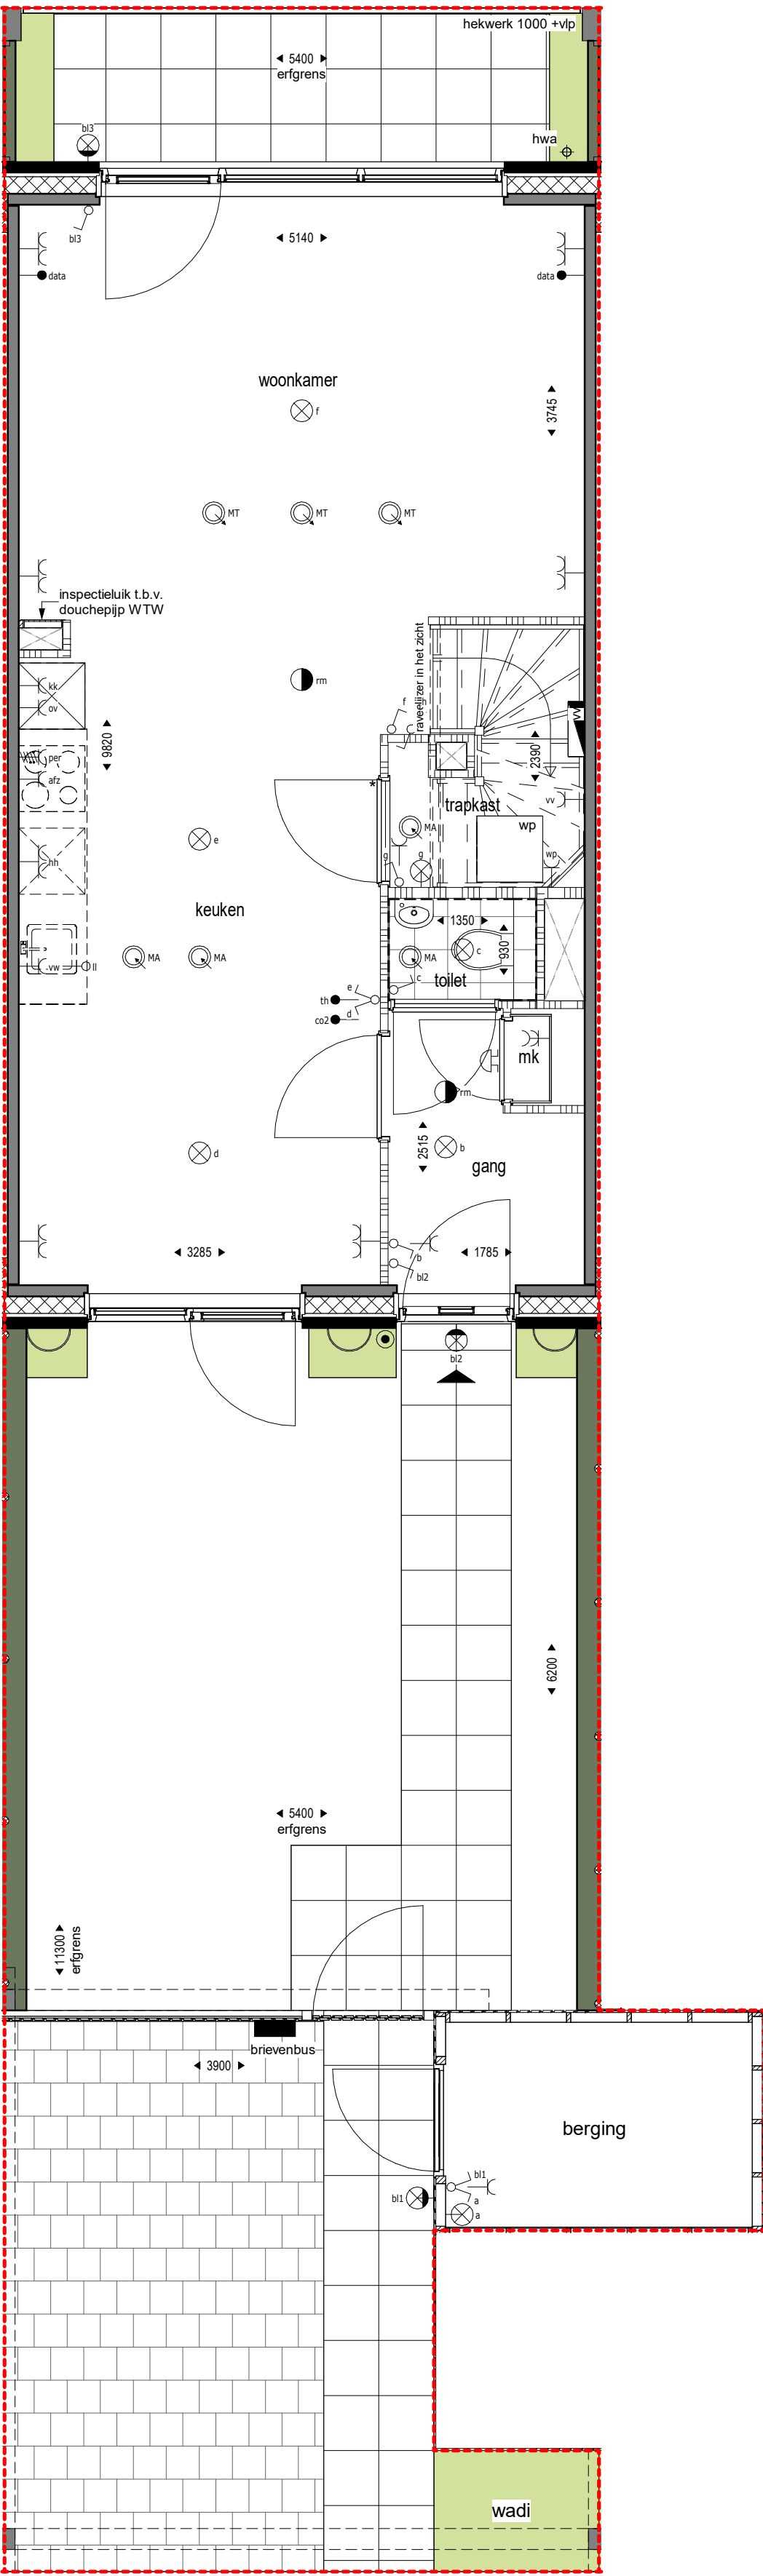 hekwerk 1000 +vlp
5400
erfgrens
bl3
hwa
bl3
5140
data
data
woonkamer
f
3745
MT
MT
MT
inspectieluik t.b.v.
douchepijp WTW
raveelijzer in het zicht
rm
kk
ov
f
h
vv
9820
2390
per
afz
*
trapkast
vv
wp
MA
e
hh
g
g
wp
keuken
1350
930
c
MA
MA
MA
vw
ll
toilet
c
e
th
d
co2
mk
rm
2515
b
d
gang
3285
1785
b
bl2
bl2
6200
5400
erfgrens
11300
erfgrens
brievenbus
3900
berging
bl1
bl1
a
a
wadi